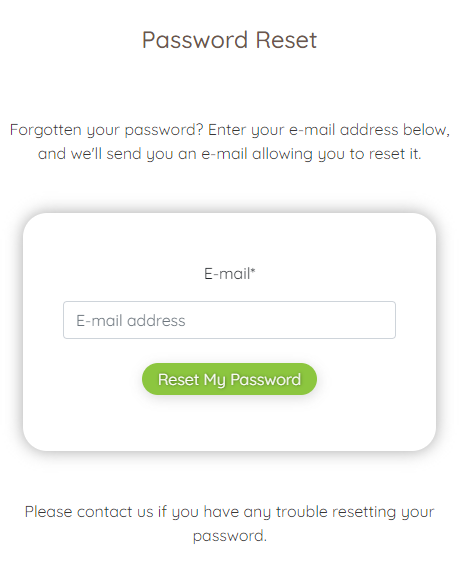 Password Reset
Forgotten your password? Enter your e-mail address below,
and we'll send you an e-mail allowing you to reset it.
E-mail*
E-mail address
Reset My Password
Please contact us if you have any trouble resetting your
password.